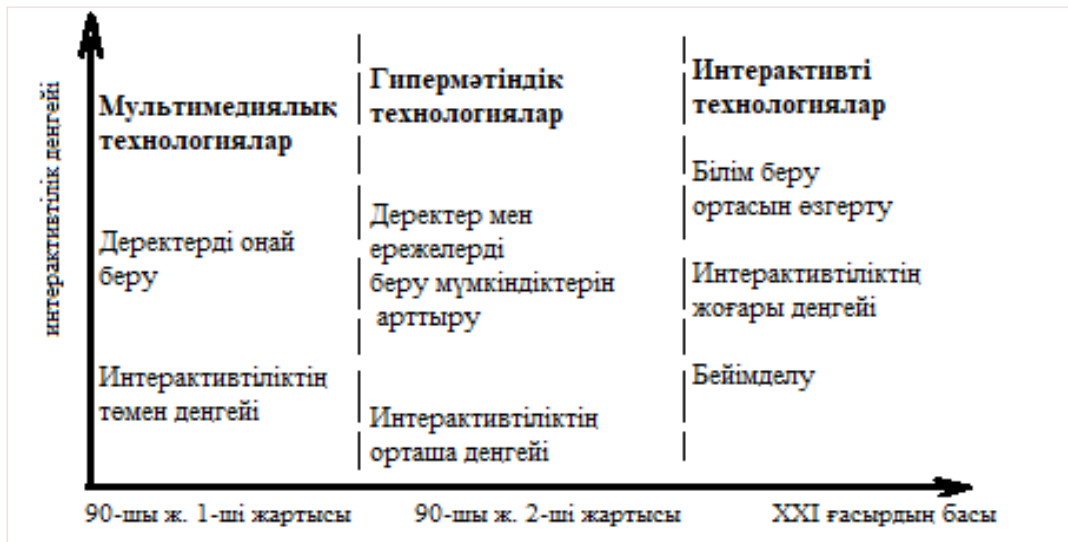 интерактивтілік деңгейі
Мультимедиялық
технологиялар
Деректерді оңай
беру
Интерактивтіліктің
төмен деңгейі
Гипермәтіндік
технологиялар
Деректер мен
ережелерді
беру мүмкіндіктерін
арттыру
Интерактивтіліктің
орташа деңгейі
Интерактивті
технологиялар
Білім беру
ортасын өзгерту
Интерактивтіліктің
жоғары деңгейі
Бейімделу
90-шы ж. 1-ші жартысы
90-шы ж. 2-ші жартысы
XXI ғасырдың басы